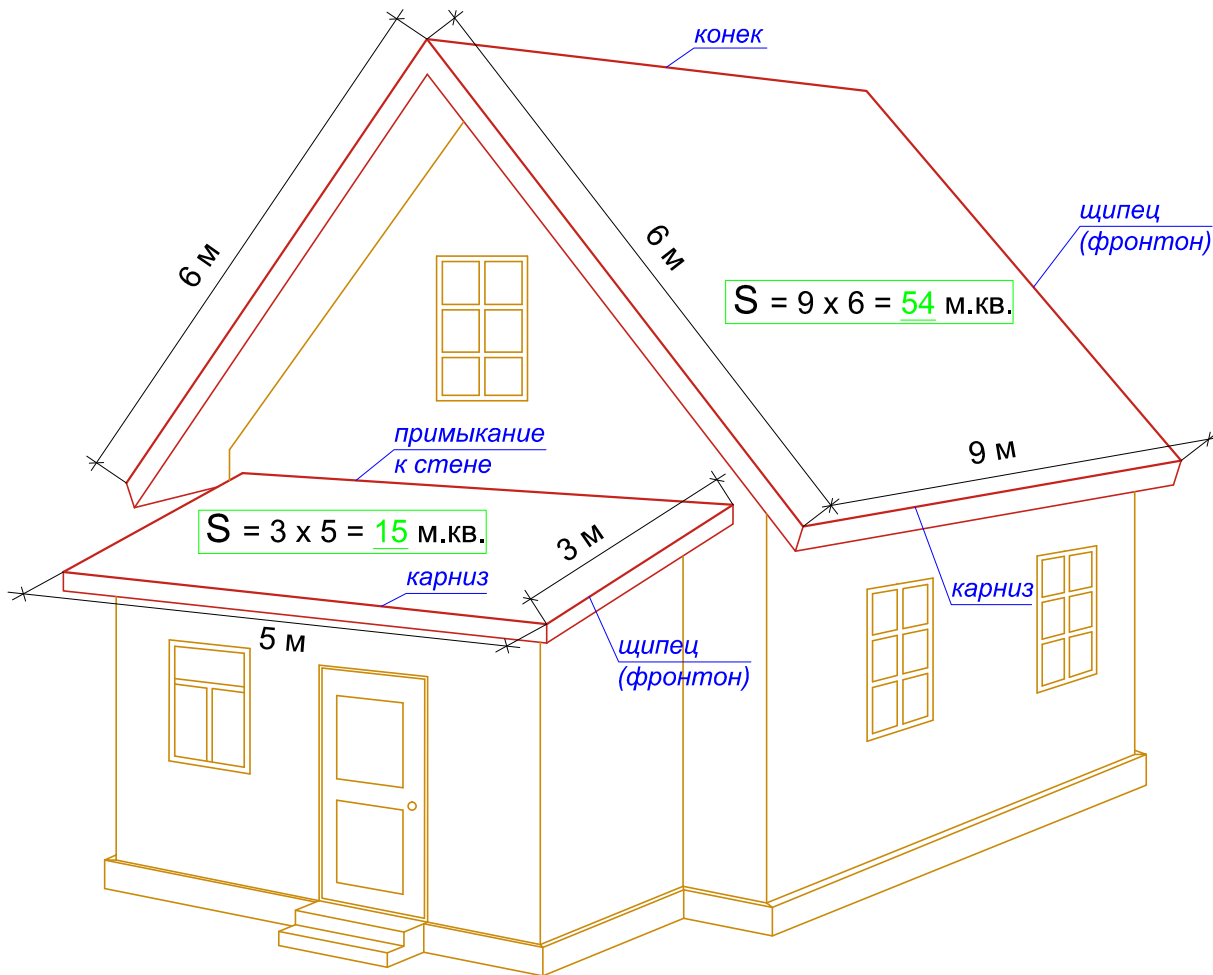 конек
щипец
(фронтон)
6 м
6 м
S = 9 x 6 = 54 м.кв.
примыкание
к стене
9 м
S = 3 x 5 = 15 м.кв.
3 м
карниз
карниз
5 м
щипец
(фронтон)